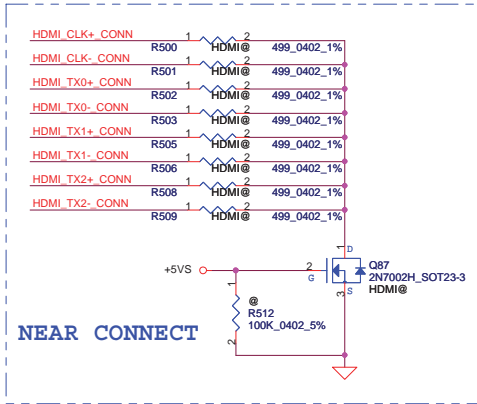 HDMI_CLK+_CONN 1 2
R500 HDMI@ 499_0402_1%
HDMI_CLK-_CONN 1 2
R501 HDMI@ 499_0402_1%
HDMI_TX0+_CONN 1 2
R502 HDMI@ 499_0402_1%
HDMI_TX0-_CONN 1 2
R503 HDMI@ 499_0402_1%
HDMI_TX1+_CONN 1 2
R505 HDMI@ 499_0402_1%
HDMI_TX1-_CONN 1 2
R506 HDMI@ 499_0402_1%
HDMI_TX2+_CONN 1 2
R508 HDMI@ 499_0402_1%
HDMI_TX2-_CONN 1 2
R509 HDMI@ 499_0402_1%
1 D
+5VS 2 G
Q87
2N7002H_SOT23-3
HDMI@
3 S
1
@
R512
100K_0402_5%
2
NEAR CONNECT